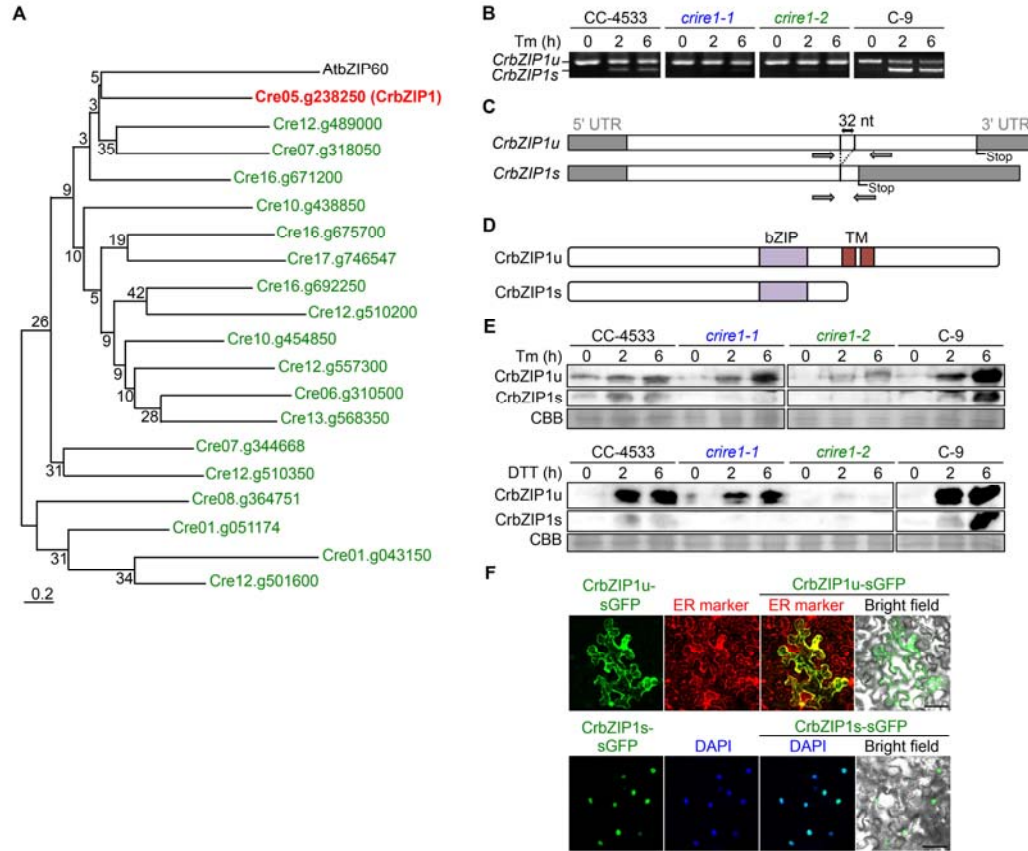 A
AtbZIP60
Cre05.g238250 (CrbZIP1)
Cre12.g489000
Cre07.g318050
Cre16.g671200
Cre10.g438850
Cre16.g675700
Cre17.g746547
Cre16.g692250
Cre12.g510200
Cre10.g454850
Cre12.g557300
Cre06.g310500
Cre13.g568350
Cre07.g344668
Cre12.g510350
Cre08.g364751
Cre01.g051174
Cre01.g043150
Cre12.g501600
5
3
35
3
9
19
10
5
42
26
9
9
10
28
31
31
34
0.2
B
CC-4533 crire1-1 crire1-2 C-9
Tm (h) 0 2 6 0 2 6 0 2 6 0 2 6
CrbZIP1u
CrbZIP1s
C
32 nt
5' UTR 3' UTR
CrbZIP1u
Stop
CrbZIP1s
Stop
D
bZIP TM
CrbZIP1u
CrbZIP1s
E
CC-4533 crire1-1 crire1-2 C-9
Tm (h) 0 2 6 0 2 6 0 2 6 0 2 6
CrbZIP1u
CrbZIP1s
CBB
CC-4533 crire1-1 crire1-2 C-9
DTT (h) 0 2 6 0 2 6 0 2 6 0 2 6
CrbZIP1u
CrbZIP1s
CBB
F
CrbZIP1u-sGFP
CrbZIP1u-
sGFP ER marker ER marker Bright field
CrbZIP1s-sGFP
CrbZIP1s-
sGFP DAPI DAPI Bright field